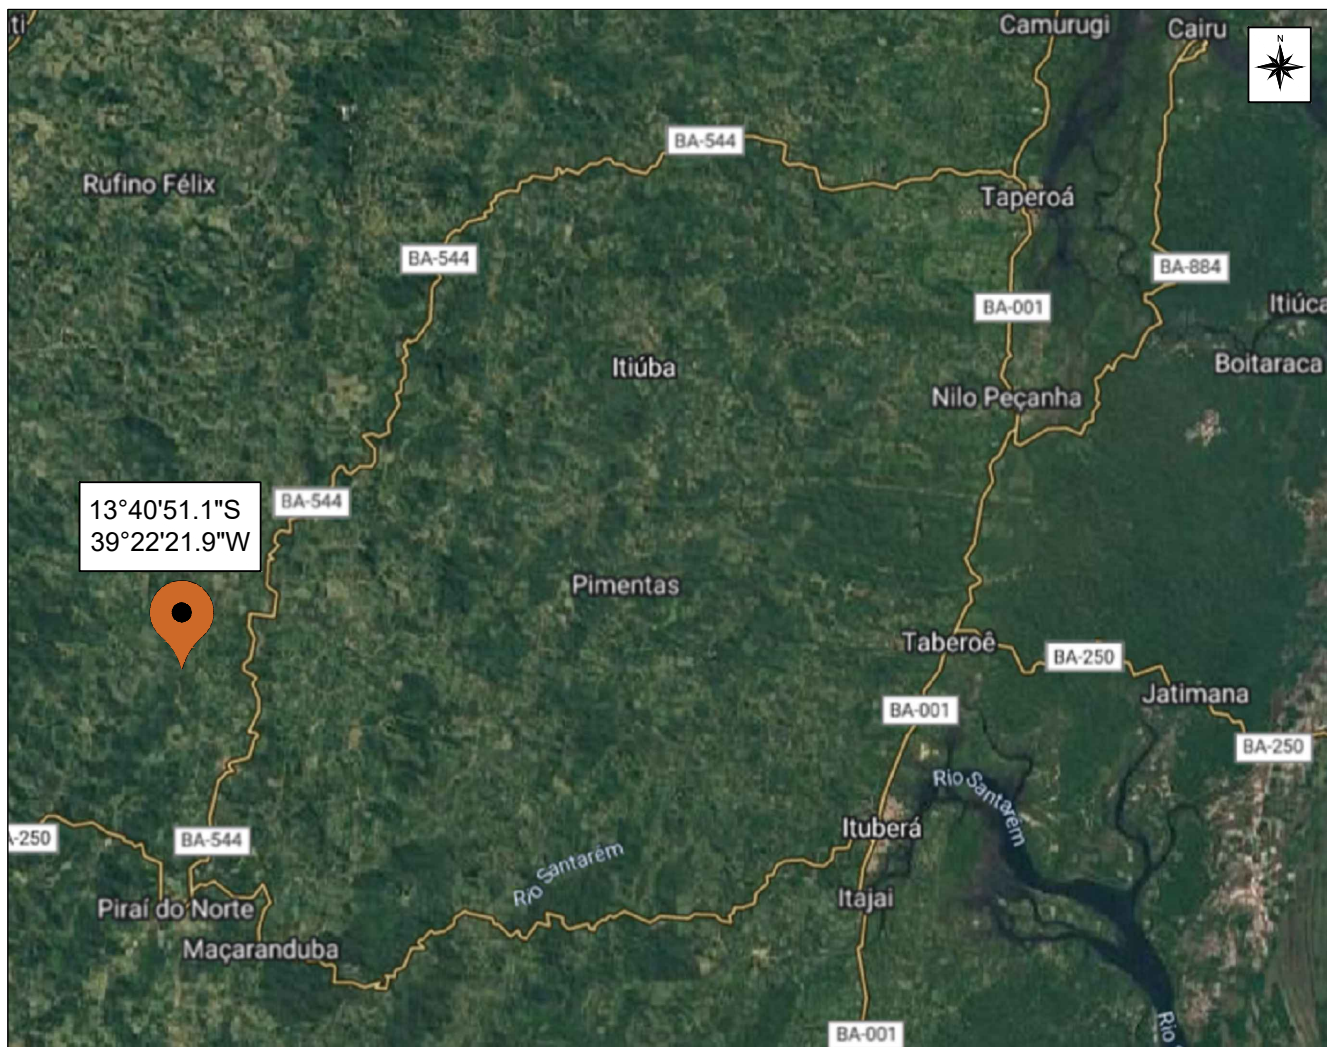 Camurugi
Cairu
N
BA-544
Rufino Félix
Taperoá
BA-544
BA-884
BA-001
Itiúba
Boitaraca
Nilo Peçanha
13°40'51.1"S
39°22'21.9"W
BA-544
Pimentas
Taberoê
BA-250
Jatimana
BA-001
BA-250
Rio Santarém
Ituberá
-250
BA-544
Rio Santarém
Itajaí
Piraí do Norte
Maçaranduba
Rio
BA-001